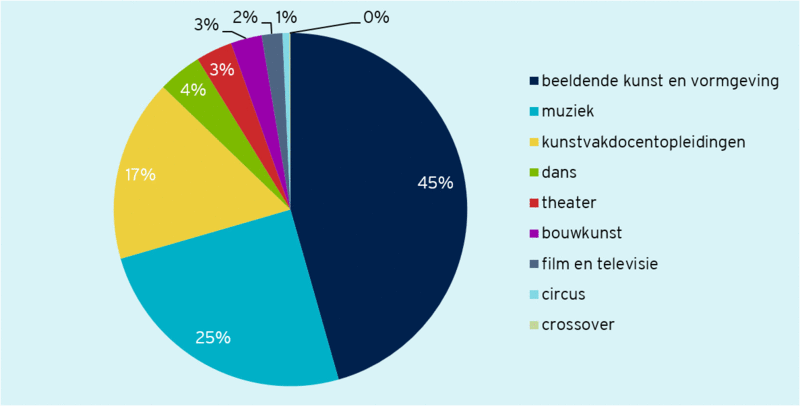 3%
2%
1%
0%
3%
4%
17%
45%
25%
beeldende kunst en vormgeving
muziek
kunstvakdocentopleidingen
dans
theater
bouwkunst
film en televisie
circus
crossover